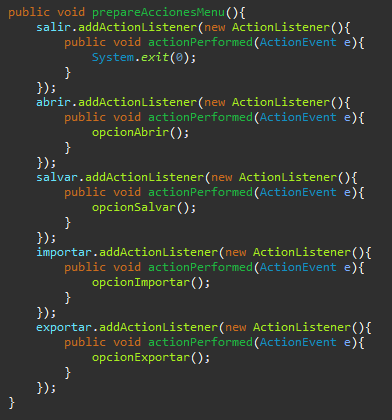 public void prepareAccionesMenu(){
    salir.addActionListener(new ActionListener(){
        public void actionPerformed(ActionEvent e){
            System.exit(0);
        }
    });
    abrir.addActionListener(new ActionListener(){
        public void actionPerformed(ActionEvent e){
            opcionAbrir();
        }
    });
    salvar.addActionListener(new ActionListener(){
        public void actionPerformed(ActionEvent e){
            opcionSalvar();
        }
    });
    importar.addActionListener(new ActionListener(){
        public void actionPerformed(ActionEvent e){
            opcionImportar();
        }
    });
    exportar.addActionListener(new ActionListener(){
        public void actionPerformed(ActionEvent e){
            opcionExportar();
        }
    });
}